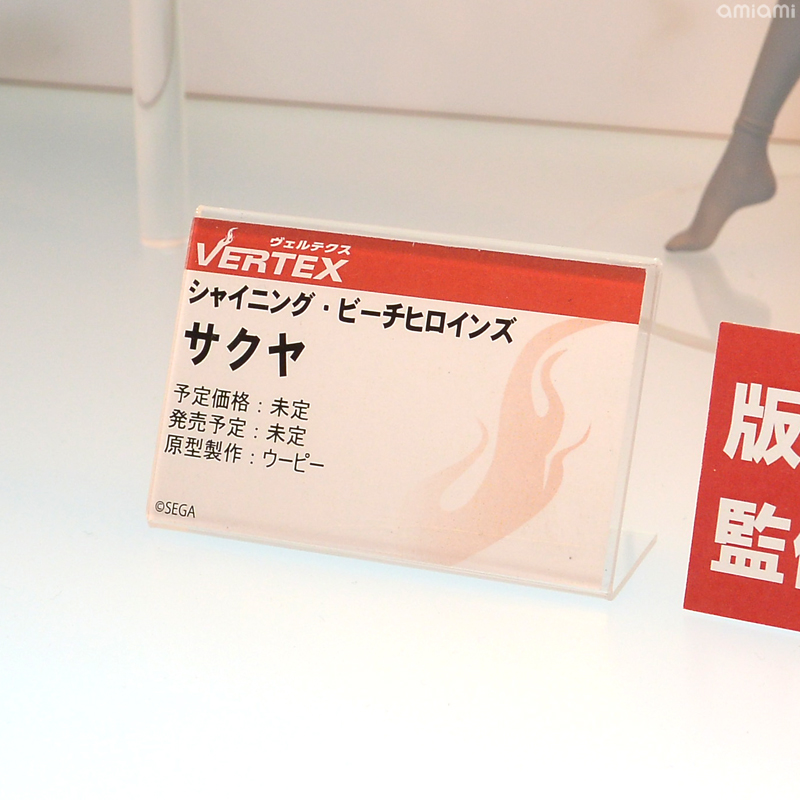 amiami
ヴェルテクス
VERTEX
シャイニング・ビーチヒロインズ
サクヤ
予定価格：未定
発売予定：未定
原型製作：ウーピー
©SEGA
版
監